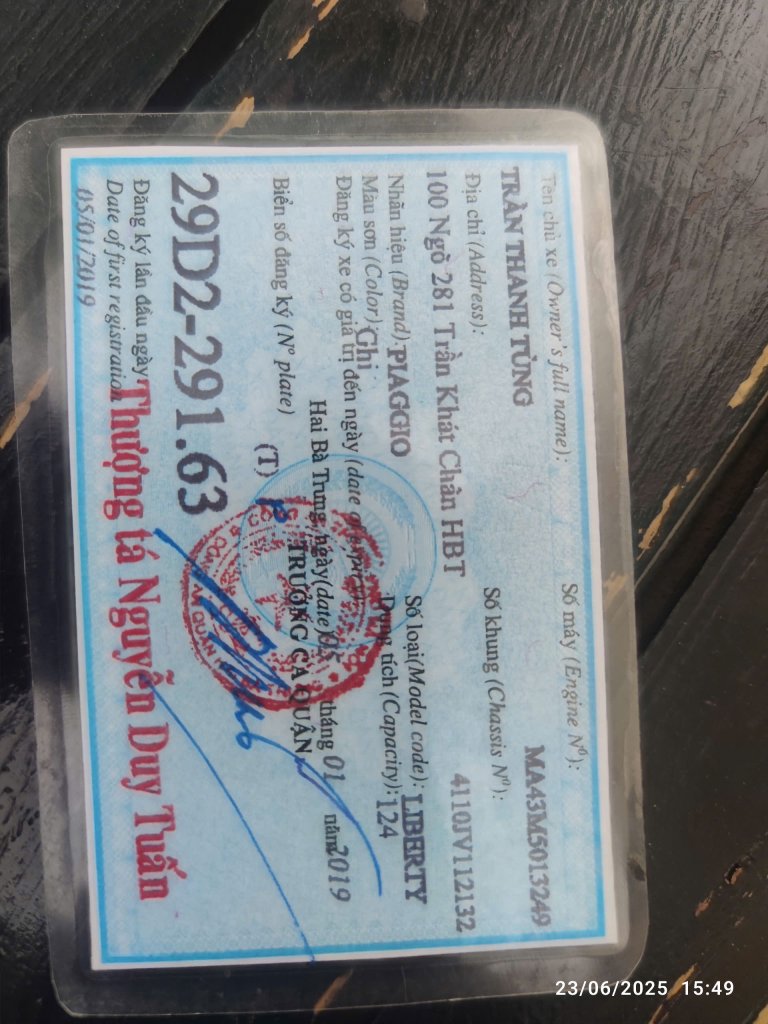 Tên chủ xe (Owner's full name):
TRẦN THANH TÙNG
Số máy (Engine Nº):
MA43M5013249
Địa chỉ (Address):
Số khung (Chassis Nº):
100 Ngò 281 Trần Khát Chân HBT
4110JV112132
Nhãn hiệu (Brand): PIAGGIO
Số loại(Model code): LIBERTY
Màu sơn (Color) Ghi
Dung tích (Capacity): 124
Đăng ký xe có giá trị đến ngày (date of expiry)
Hai Bà Trưng, ngày(date) tháng 01 năm 2019
Biển số đăng ký (Nº plate)
(T)
TRƯỞNG CA QUẬN
29D2-291.63
Đăng ký lần đầu ngày
Date of first registration
05/01/2019
Thượng tá Nguyễn Duy Tuấn
23/06/2025 15:49